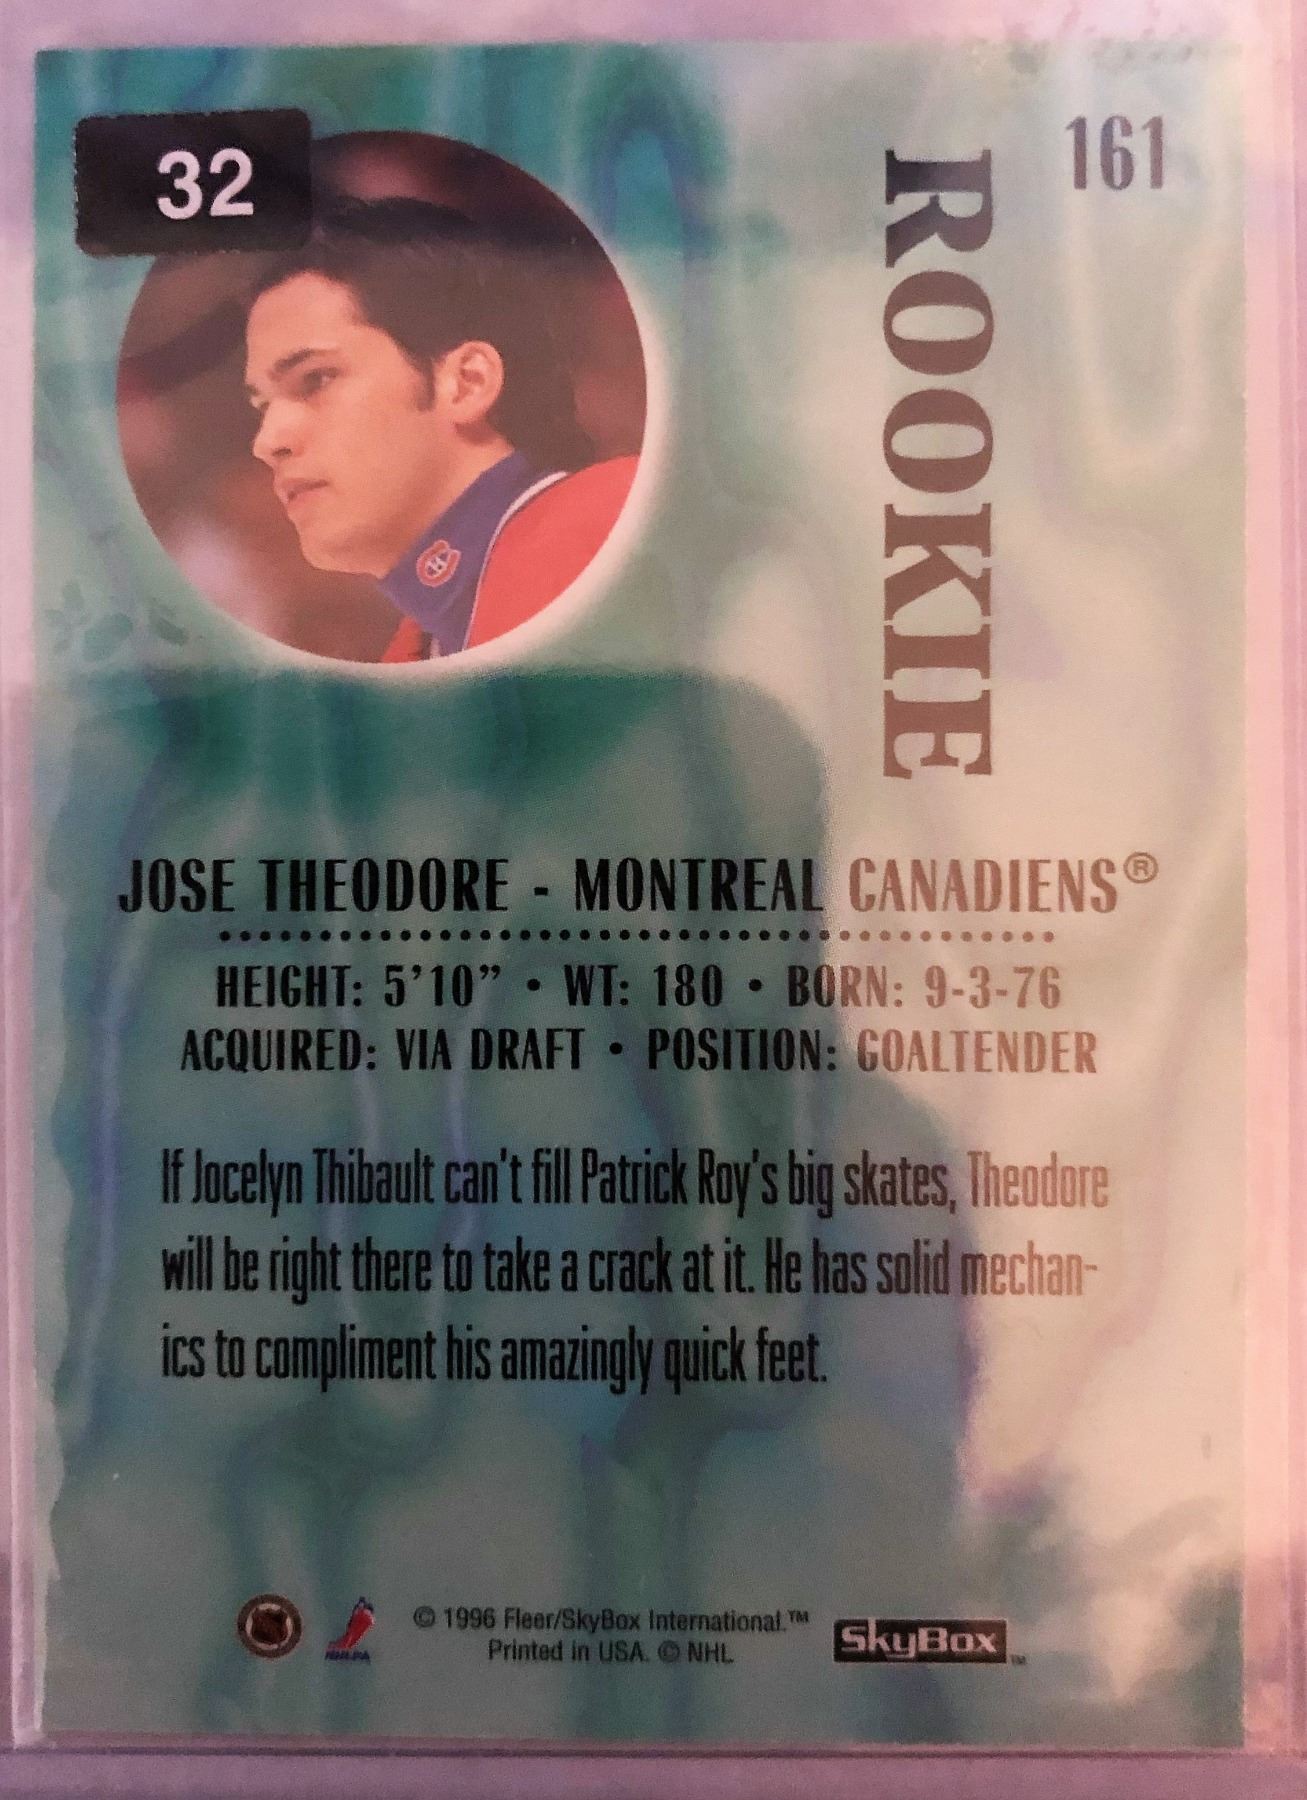 32
161
ROOKIE
JOSE THEODORE - MONTREAL CANADIENS®
HEIGHT: 5'10" • WT: 180 • BORN: 9-3-76
ACQUIRED: VIA DRAFT • POSITION: GOALTENDER
If Jocelyn Thibault can't fill Patrick Roy's big skates, Theodore
will be right there to take a crack at it. He has solid mechan-
ics to compliment his amazingly quick feet.
© 1996 Fleer/SkyBox International.™
Printed in USA. © NHL
SkyBox™